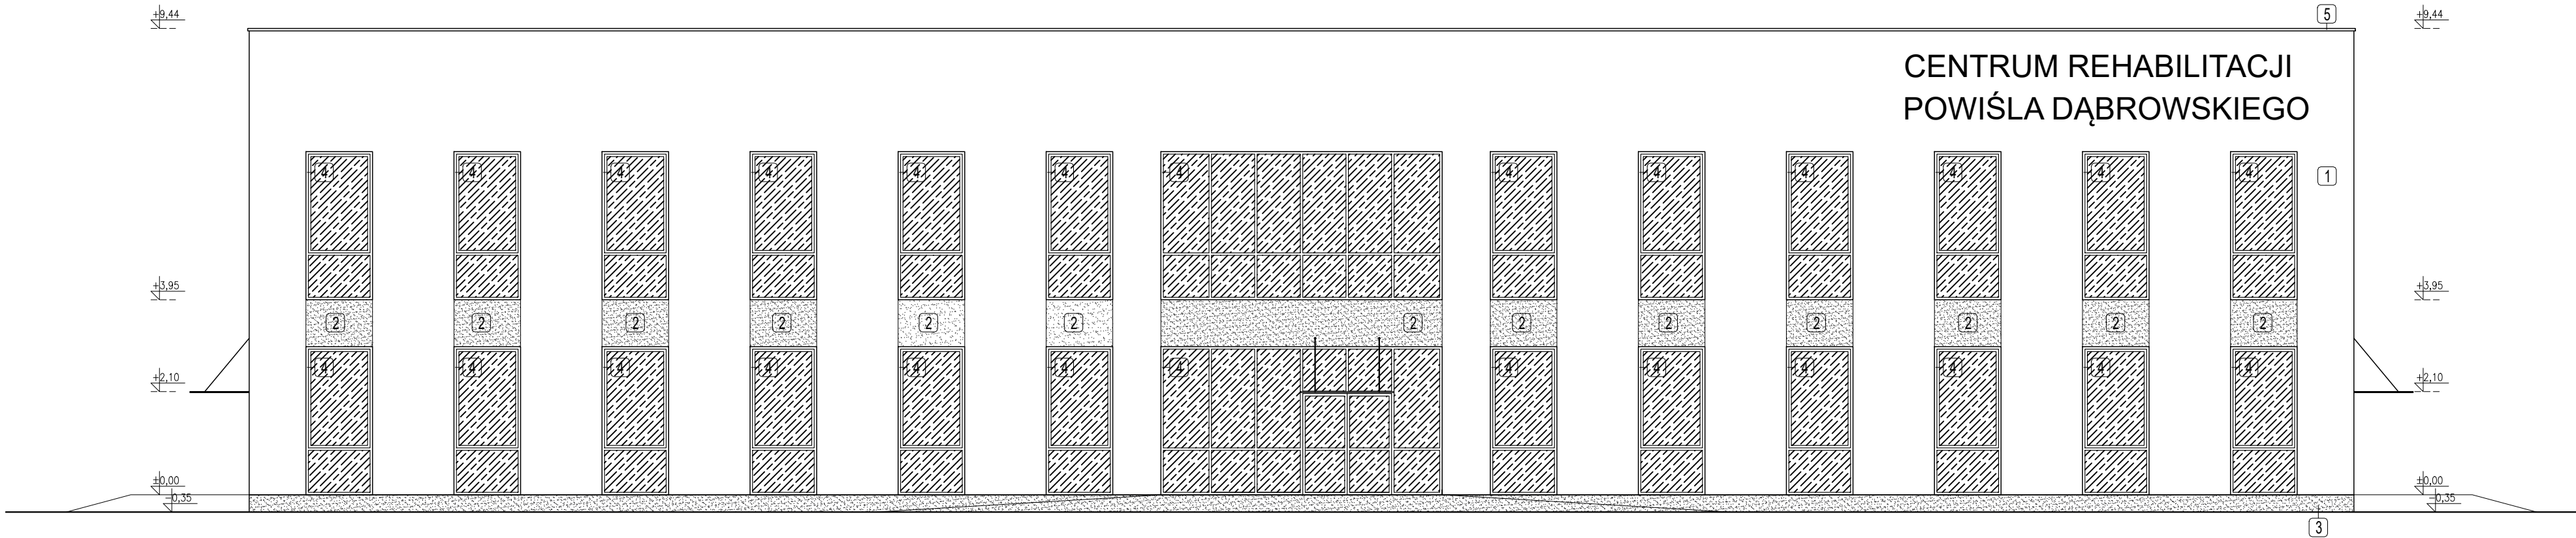 +9,44 5 +9,44
CENTRUM REHABILITACJI
POWIŚLA DĄBROWSKIEGO
4 4 4 4 4 4 4 4 4 4 4 4 4 1
+3,95 +3,95
2 2 2 2 2 2 2 2 2 2 2 2 2
4 4 4 4 4 4 4 4 4 4 4 4 4
+2,10 +2,10
±0,00 ±0,00
-0,35 -0,35
3